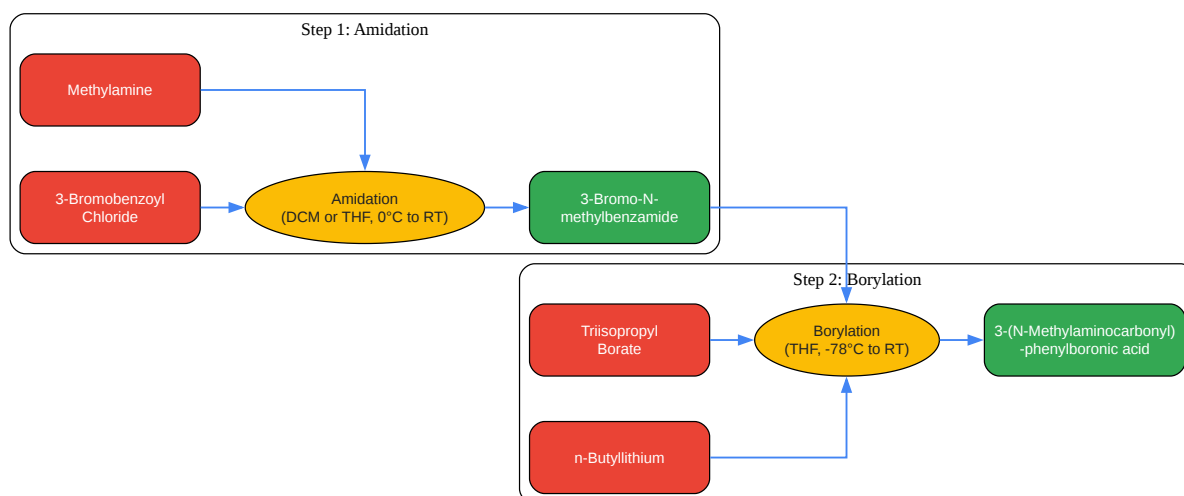 Step 1: Amidation
Methylamine
3-Bromobenzoyl
Chloride
Amidation
(DCM or THF, 0°C to RT)
3-Bromo-N-
methylbenzamide
Step 2: Borylation
Triisopropyl
Borate
Borylation
(THF, -78°C to RT)
3-(N-Methylaminocarbonyl)
-phenylboronic acid
n-Butyllithium